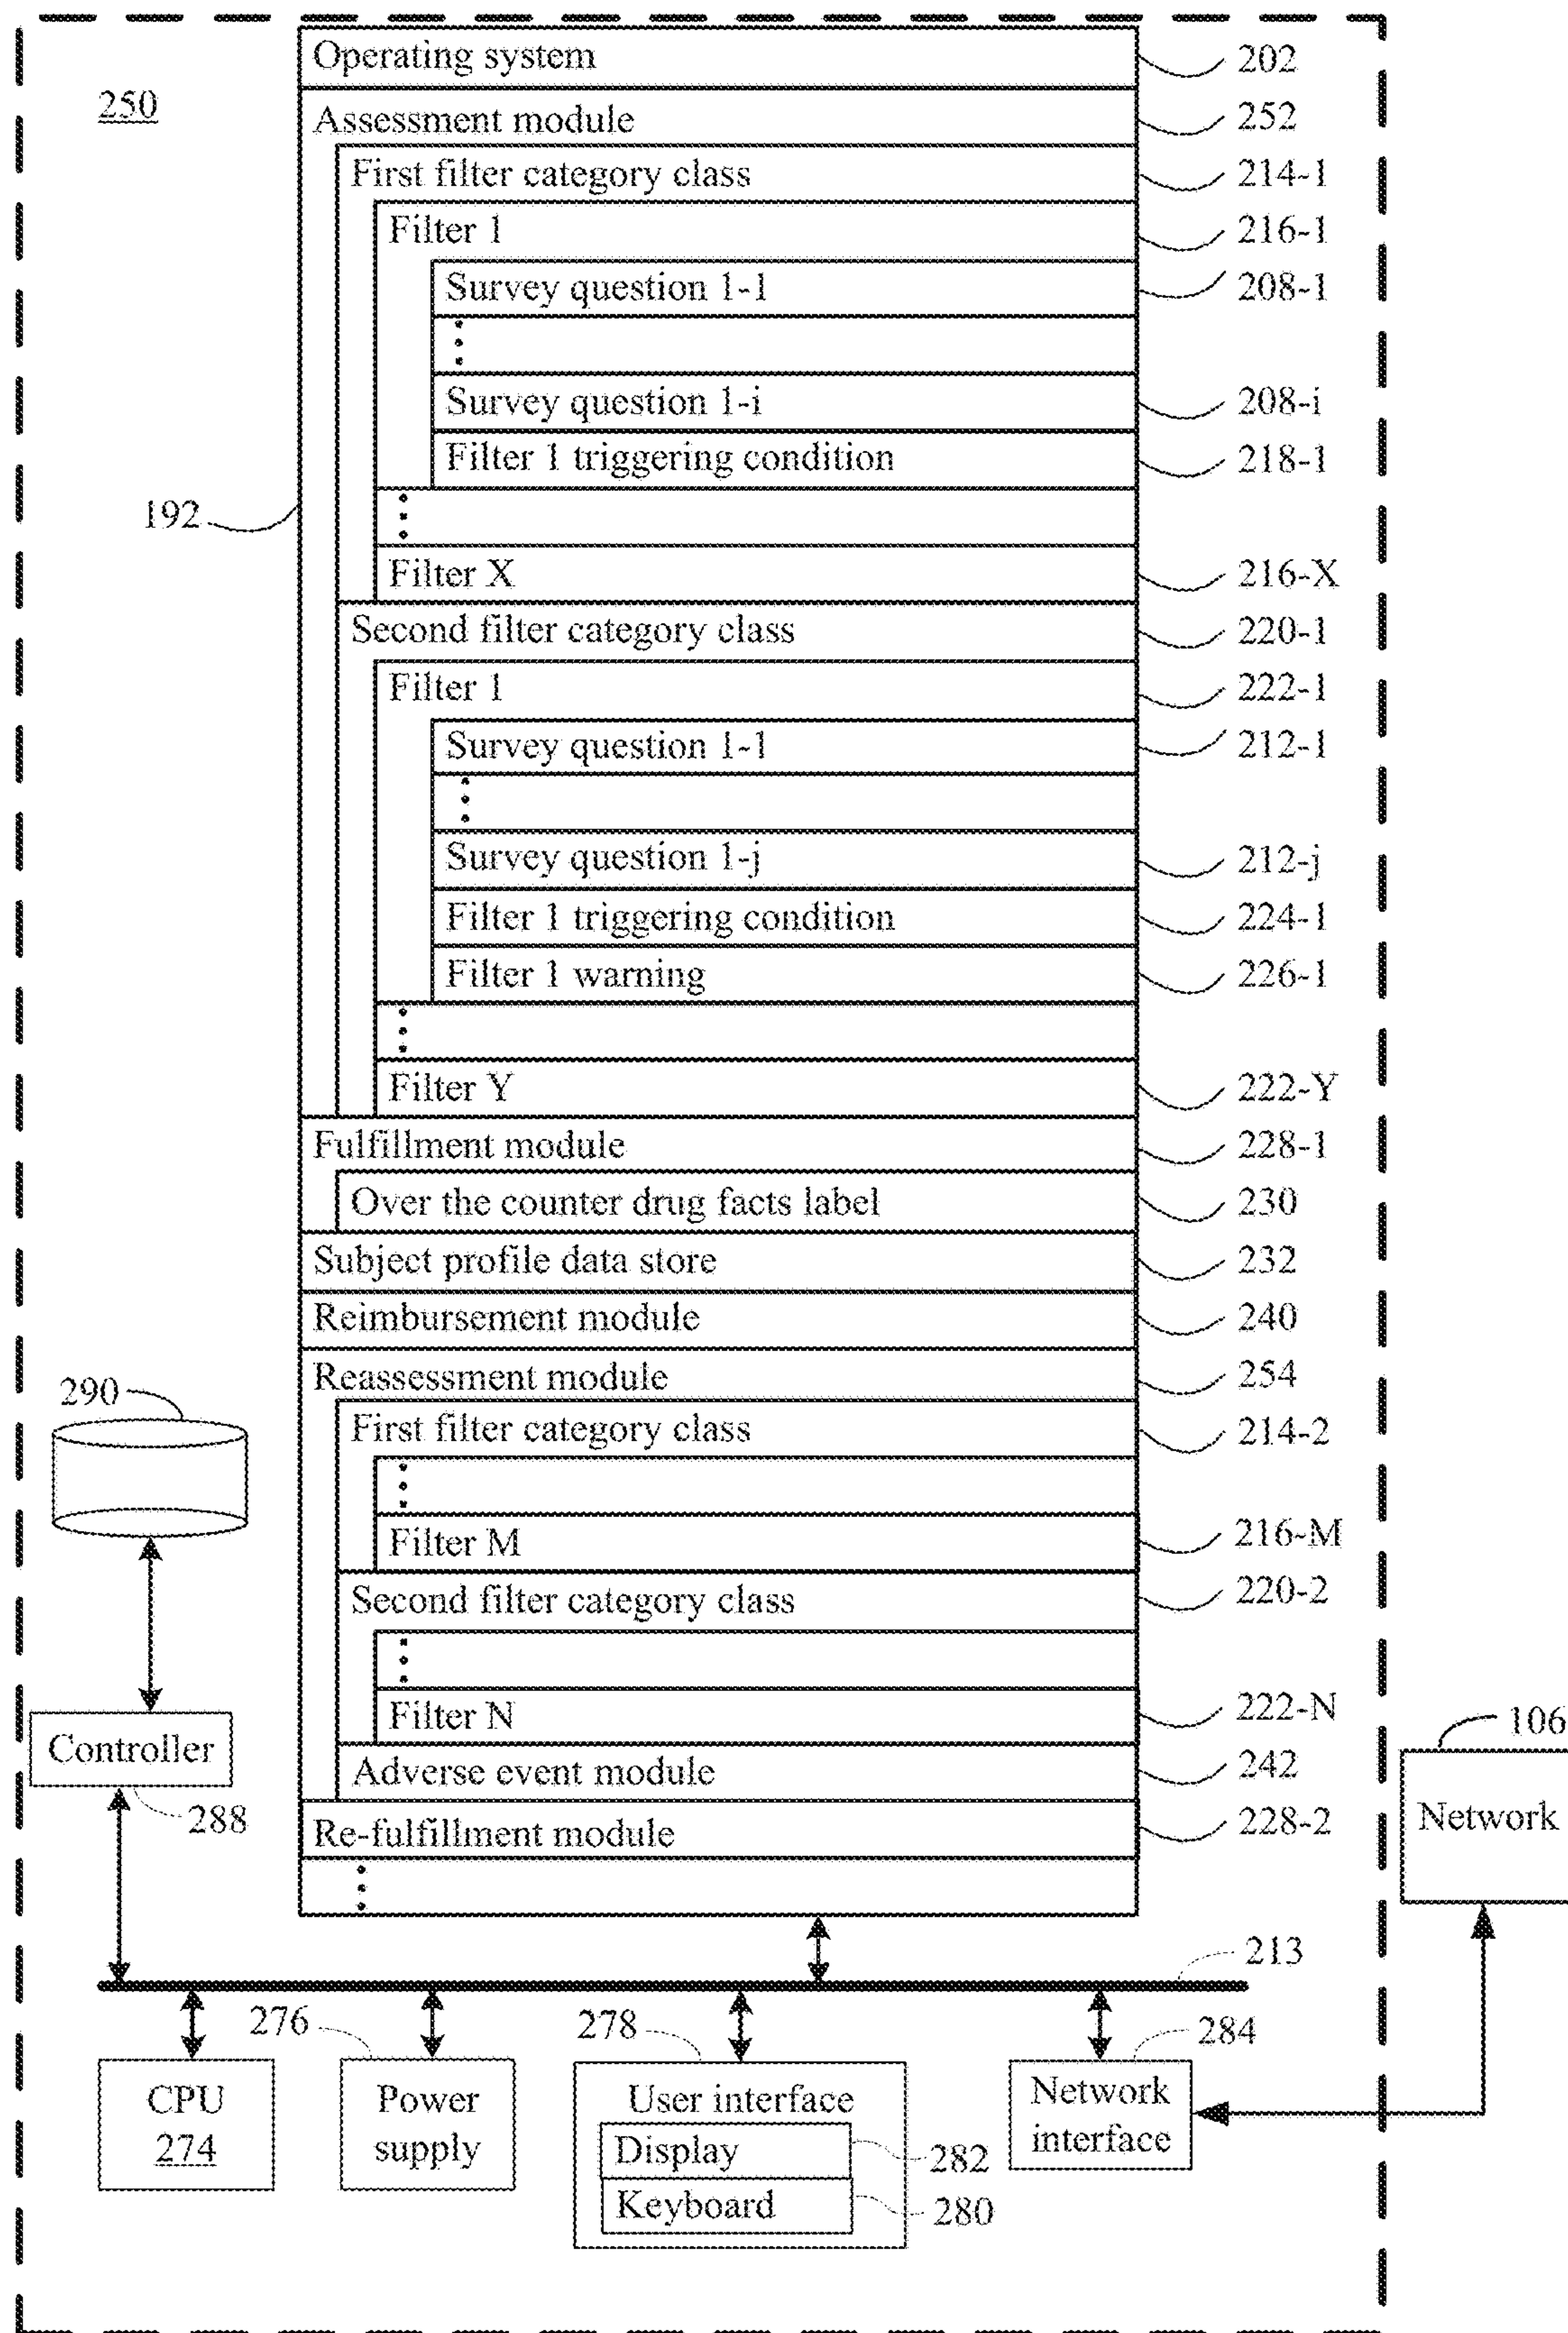 250
Operating system 202
Assessment module 252
First filter category class 214-1
Filter 1 216-1
Survey question 1-1 208-1
Survey question 1-i 208-i
Filter 1 triggering condition 218-1
192
Filter X 216-X
Second filter category class 220-1
Filter 1 222-1
Survey question 1-1 212-1
Survey question 1-j 212-j
Filter 1 triggering condition 224-1
Filter 1 warning 226-1
Filter Y 222-Y
Fulfillment module 228-1
Over the counter drug facts label 230
Subject profile data store 232
Reimbursement module 240
Reassessment module 254
290
First filter category class 214-2
Filter M 216-M
Second filter category class 220-2
Filter N 222-N
106
Controller
Adverse event module 242
288
Re-fulfillment module 228-2
Network
213
276 278 284
CPU
274
Power
supply
User interface
Display 282
Keyboard 280
Network
interface